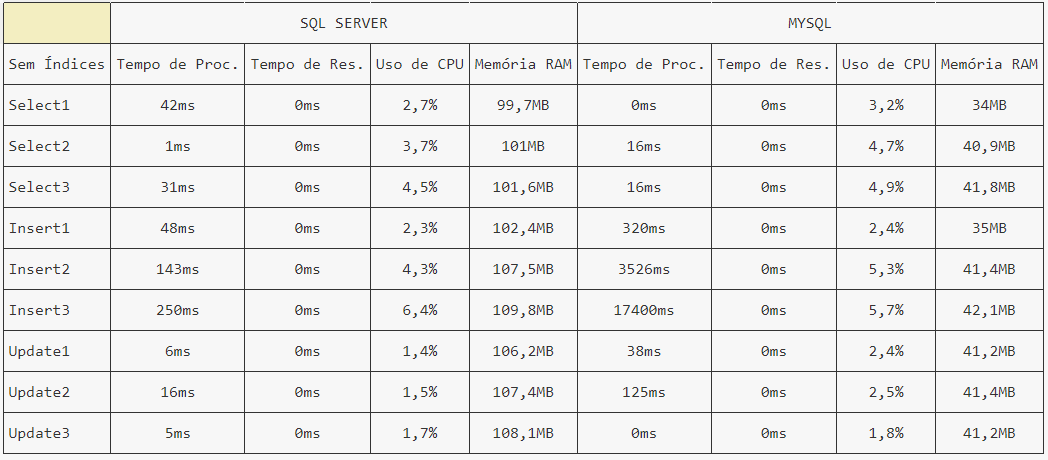 SQL SERVER MYSQL
Sem Índices Tempo de Proc. Tempo de Res. Uso de CPU Memória RAM Tempo de Proc. Tempo de Res. Uso de CPU Memória RAM
Select1 42ms 0ms 2,7% 99,7MB 0ms 0ms 3,2% 34MB
Select2 1ms 0ms 3,7% 101MB 16ms 0ms 4,7% 40,9MB
Select3 31ms 0ms 4,5% 101,6MB 16ms 0ms 4,9% 41,8MB
Insert1 48ms 0ms 2,3% 102,4MB 320ms 0ms 2,4% 35MB
Insert2 143ms 0ms 4,3% 107,5MB 3526ms 0ms 5,3% 41,4MB
Insert3 250ms 0ms 6,4% 109,8MB 17400ms 0ms 5,7% 42,1MB
Update1 6ms 0ms 1,4% 106,2MB 38ms 0ms 2,4% 41,2MB
Update2 16ms 0ms 1,5% 107,4MB 125ms 0ms 2,5% 41,4MB
Update3 5ms 0ms 1,7% 108,1MB 0ms 0ms 1,8% 41,2MB